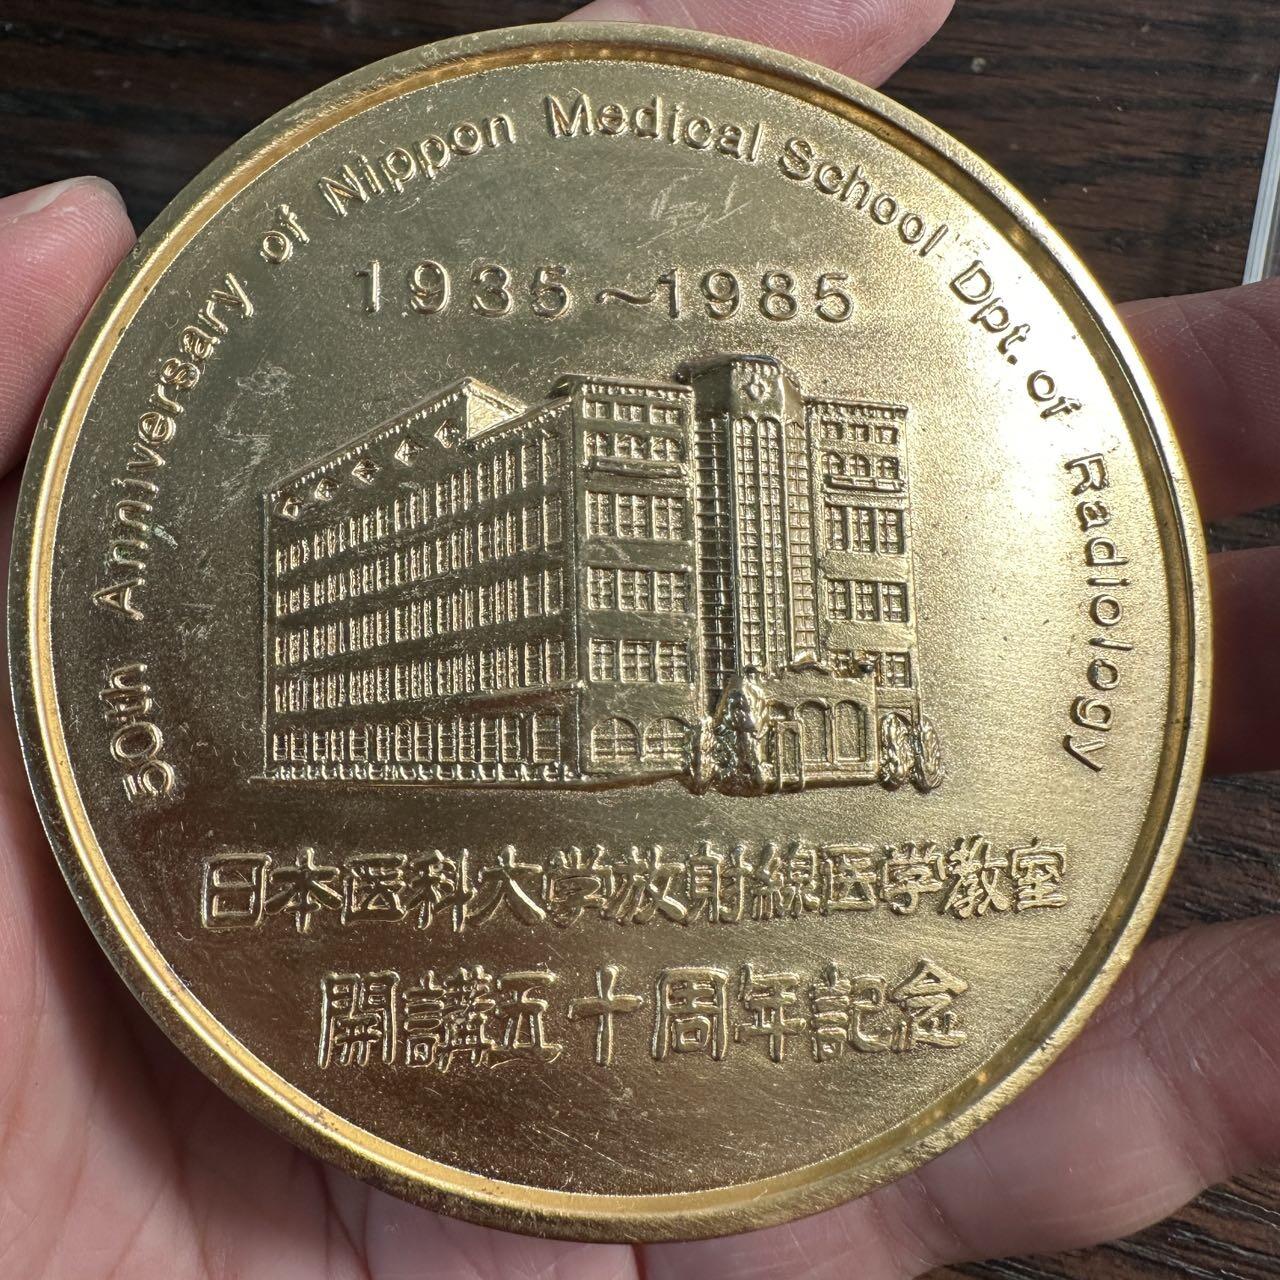 50th Anniversary of Nippon Medical School Dpt. of Radiology
1935~1985
日本医科大学放射線医学教室
開講五十周年記念